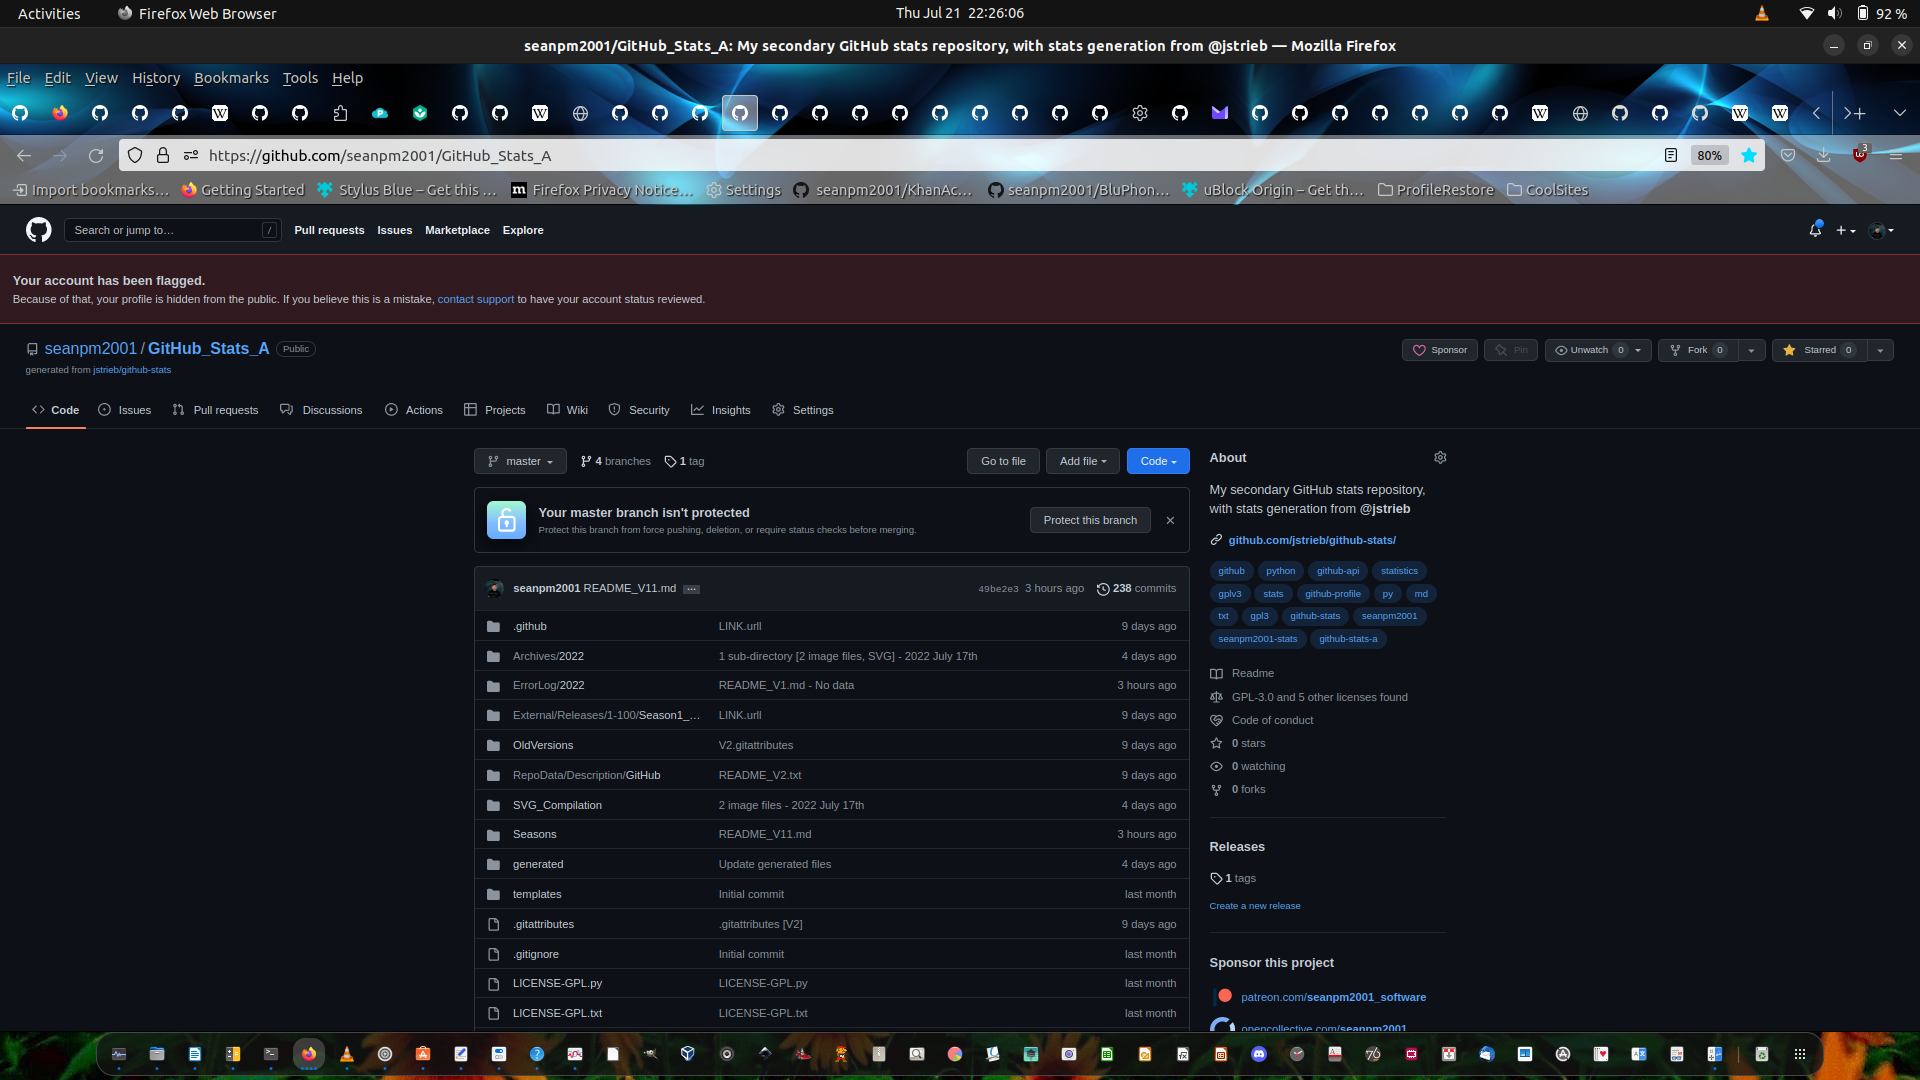 Activities Firefox Web Browser Thu Jul 21 22:26:06 92 %
seanpm2001/GitHub_Stats_A: My secondary GitHub stats repository, with stats generation from @jstrieb — Mozilla Firefox
File Edit View History Bookmarks Tools Help
https://github.com/seanpm2001/GitHub_Stats_A 80% 3
Import bookmarks… Getting Started Stylus Blue – Get this … Firefox Privacy Notice… Settings seanpm2001/KhanAc… seanpm2001/BluPhon… uBlock Origin – Get th… ProfileRestore CoolSites
Search or jump to… / Pull requests Issues Marketplace Explore
Your account has been flagged.
Because of that, your profile is hidden from the public. If you believe this is a mistake, contact support to have your account status reviewed.
seanpm2001 / GitHub_Stats_A Public
Sponsor Pin Unwatch 0 Fork 0 Starred 0
generated from jstrieb/github-stats
Code Issues Pull requests Discussions Actions Projects Wiki Security Insights Settings
master 4 branches 1 tag Go to file Add file Code
Your master branch isn't protected
Protect this branch from force pushing, deletion, or require status checks before merging.
Protect this branch
seanpm2001 README_V11.md ... 49be2e3 3 hours ago 238 commits
.github LINK.urll 9 days ago
Archives/2022 1 sub-directory [2 image files, SVG] - 2022 July 17th 4 days ago
ErrorLog/2022 README_V1.md - No data 3 hours ago
External/Releases/1-100/Season1_… LINK.urll 9 days ago
OldVersions V2.gitattributes 9 days ago
RepoData/Description/GitHub README_V2.txt 9 days ago
SVG_Compilation 2 image files - 2022 July 17th 4 days ago
Seasons README_V11.md 3 hours ago
generated Update generated files 4 days ago
templates Initial commit last month
.gitattributes .gitattributes [V2] 9 days ago
.gitignore Initial commit last month
LICENSE-GPL.py LICENSE-GPL.py last month
LICENSE-GPL.txt LICENSE-GPL.txt last month
About
My secondary GitHub stats repository,
with stats generation from @jstrieb
github.com/jstrieb/github-stats/
github python github-api statistics
gplv3 stats github-profile py md
txt gpl3 github-stats seanpm2001
seanpm2001-stats github-stats-a
Readme
GPL-3.0 and 5 other licenses found
Code of conduct
0 stars
0 watching
0 forks
Releases
1 tags
Create a new release
Sponsor this project
patreon.com/seanpm2001_software
opencollective.com/seanpm2001